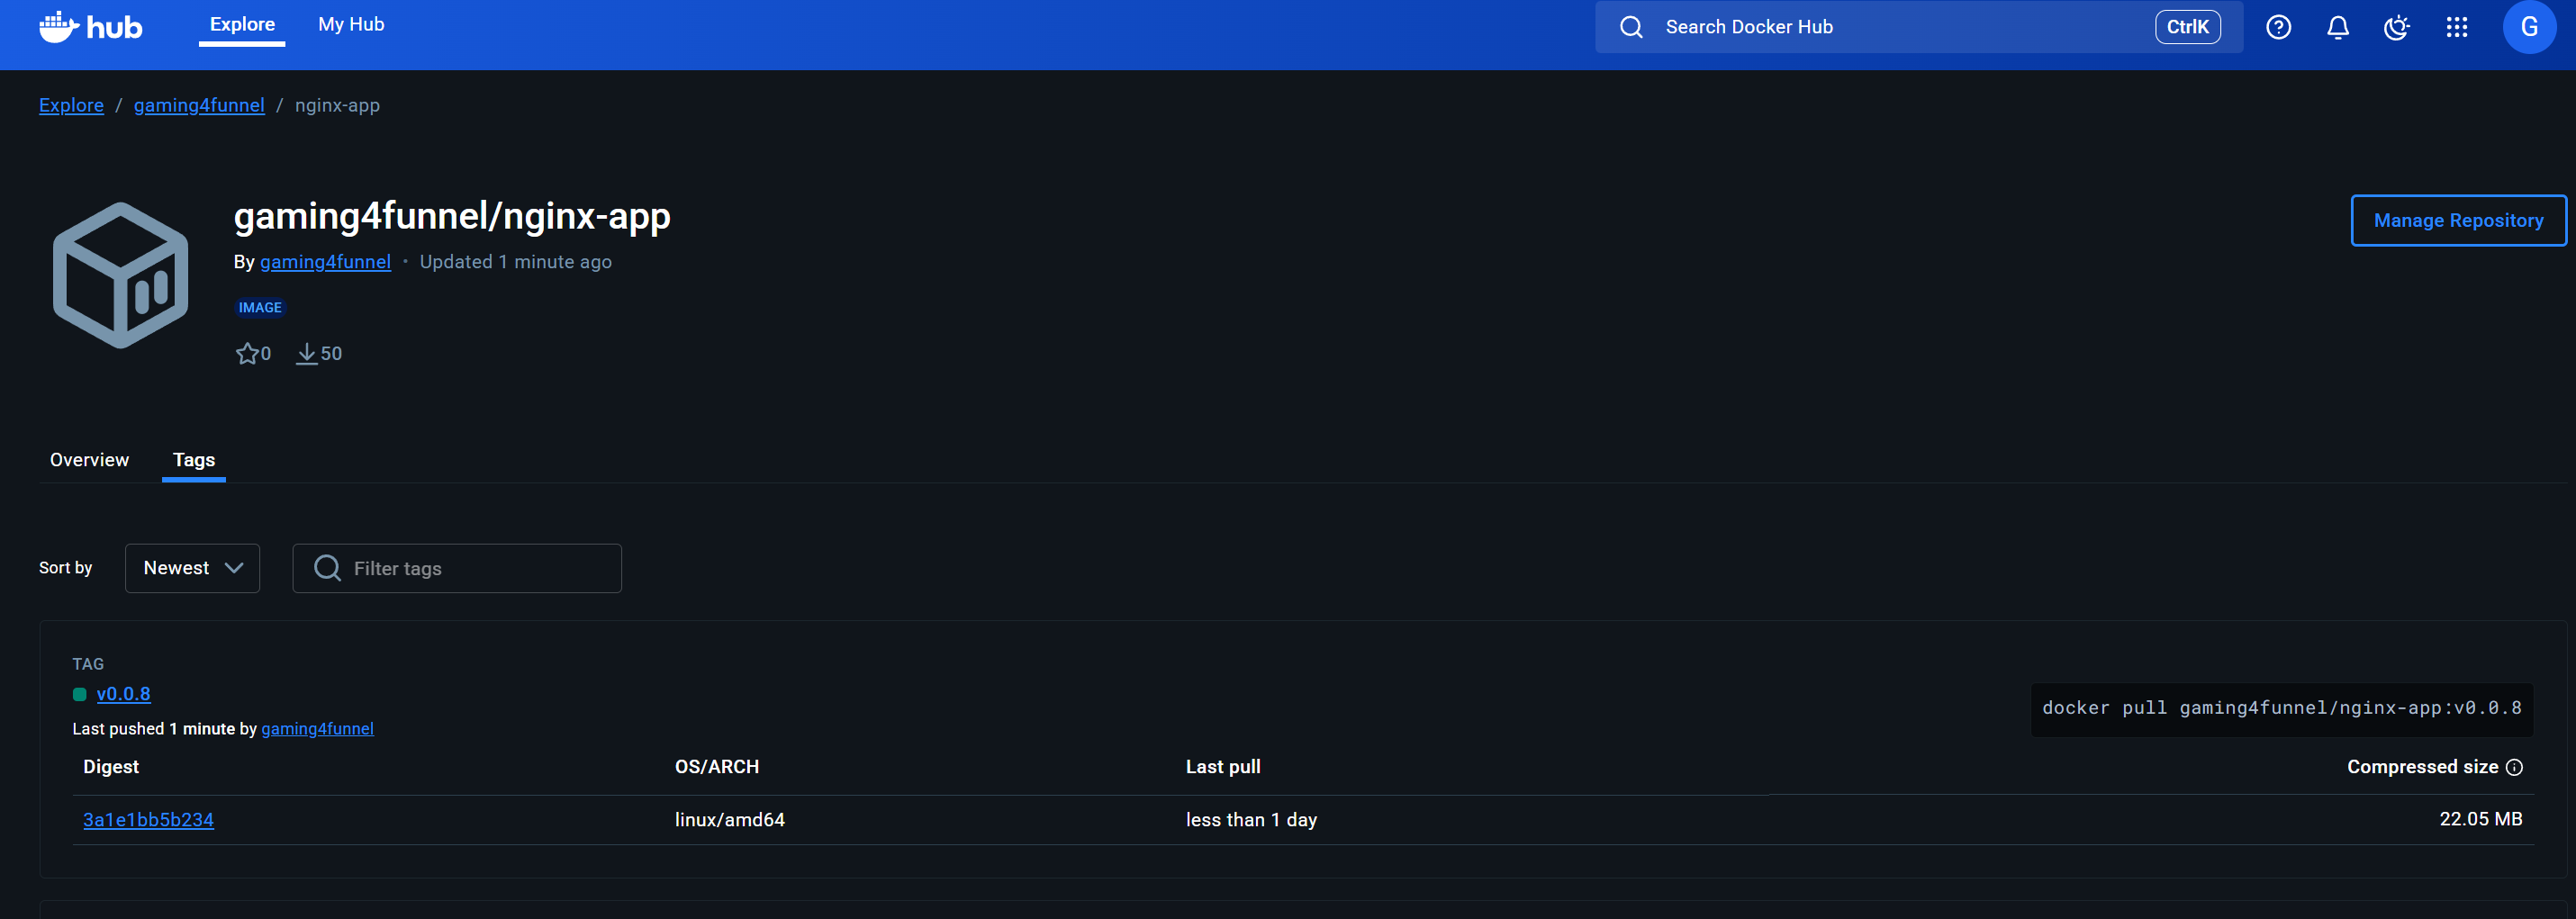 hub Explore My Hub Search Docker Hub CtrlK G
Explore / gaming4funnel / nginx-app
gaming4funnel/nginx-app
Manage Repository
By gaming4funnel • Updated 1 minute ago
IMAGE
0 50
Overview Tags
Sort by Newest Filter tags
TAG
v0.0.8
docker pull gaming4funnel/nginx-app:v0.0.8
Last pushed 1 minute by gaming4funnel
Digest OS/ARCH Last pull Compressed size
3a1e1bb5b234 linux/amd64 less than 1 day 22.05 MB